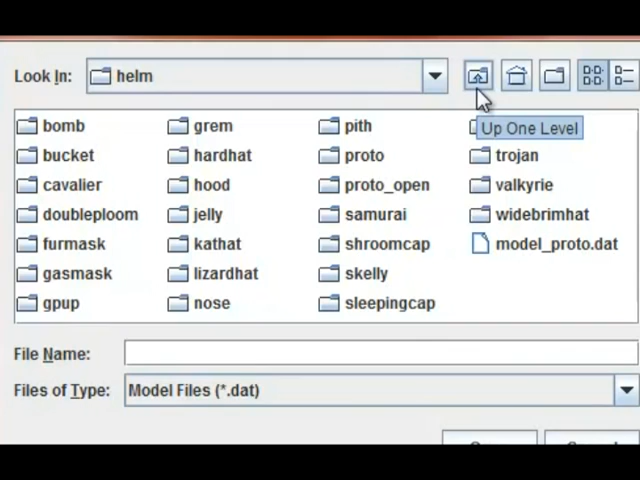 Look In: helm
Up One Level
bomb grem pith
bucket hardhat proto trojan
cavalier hood proto_open valkyrie
doubleploom jelly samurai widebrimhat
furmask kathat shroomcap model_proto.dat
gasmask lizardhat skelly
gpup nose sleepingcap
File Name:
Files of Type: Model Files (*.dat)